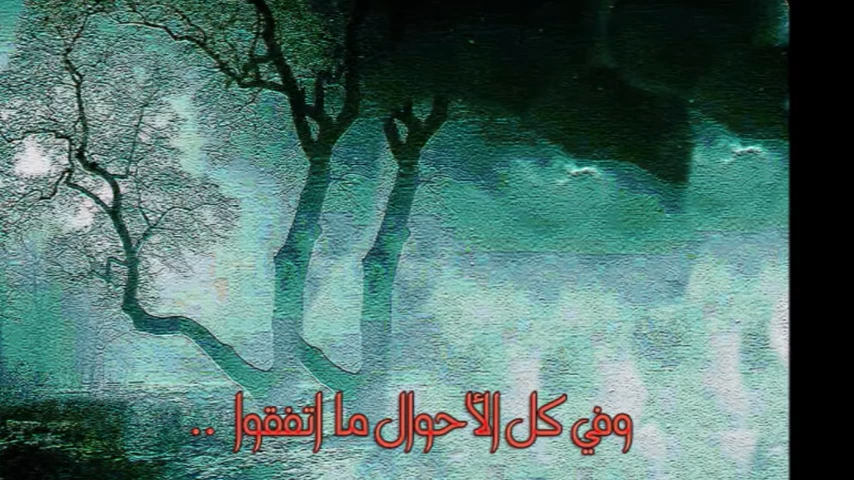 وفي كل الأحوال ما اتفقوا ..